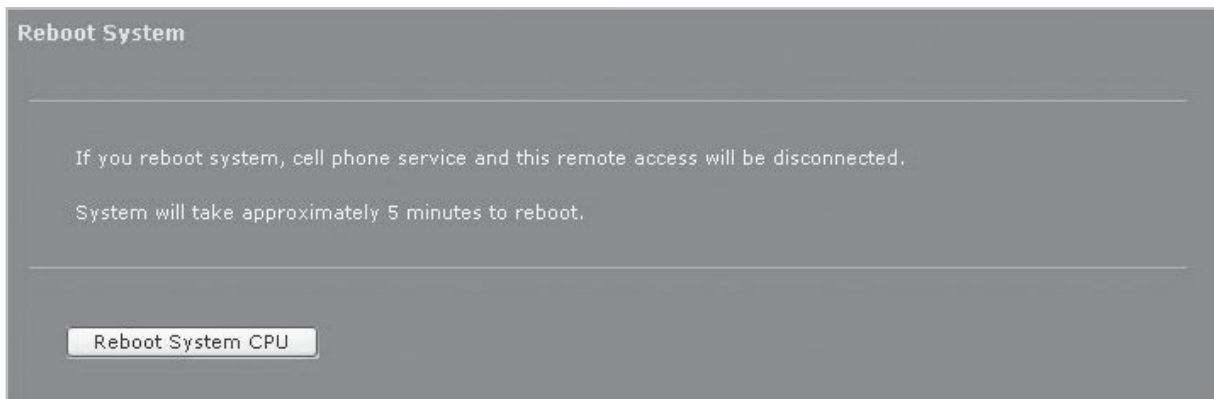 Reboot System
If you reboot system, cell phone service and this remote access will be disconnected.
System will take approximately 5 minutes to reboot.
Reboot System CPU